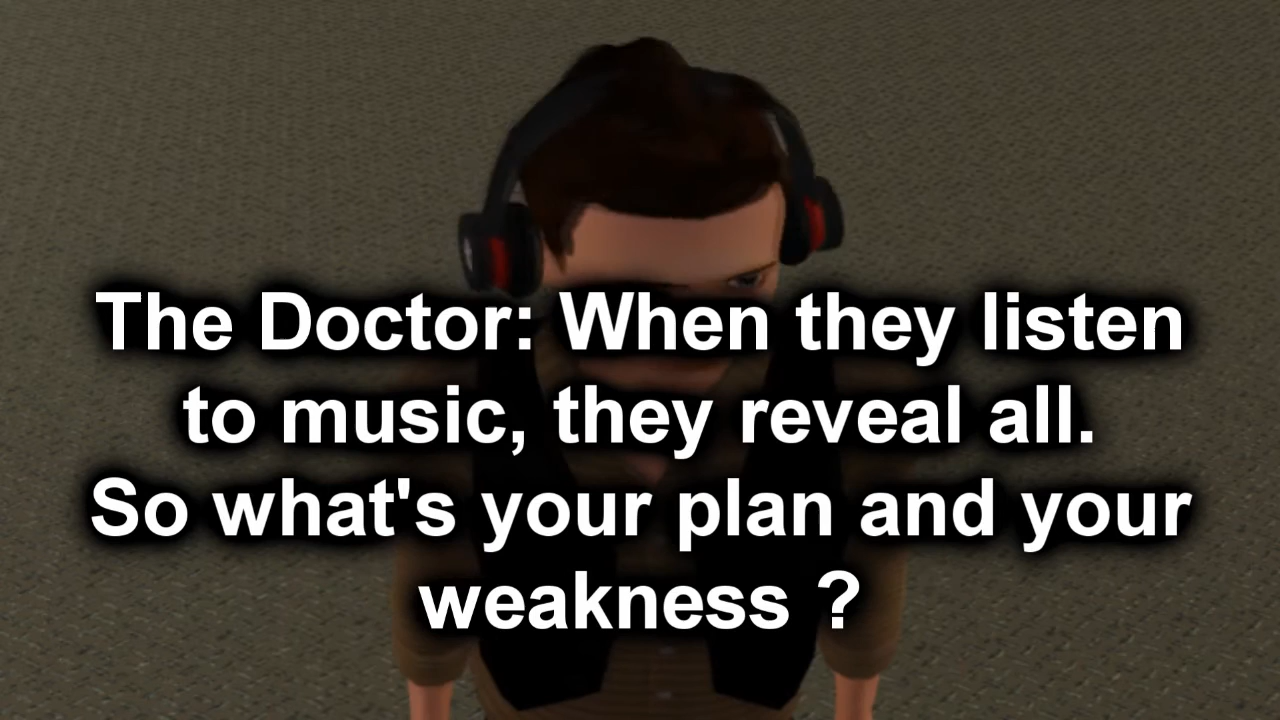 The Doctor: When they listen
to music, they reveal all.
So what's your plan and your
weakness ?